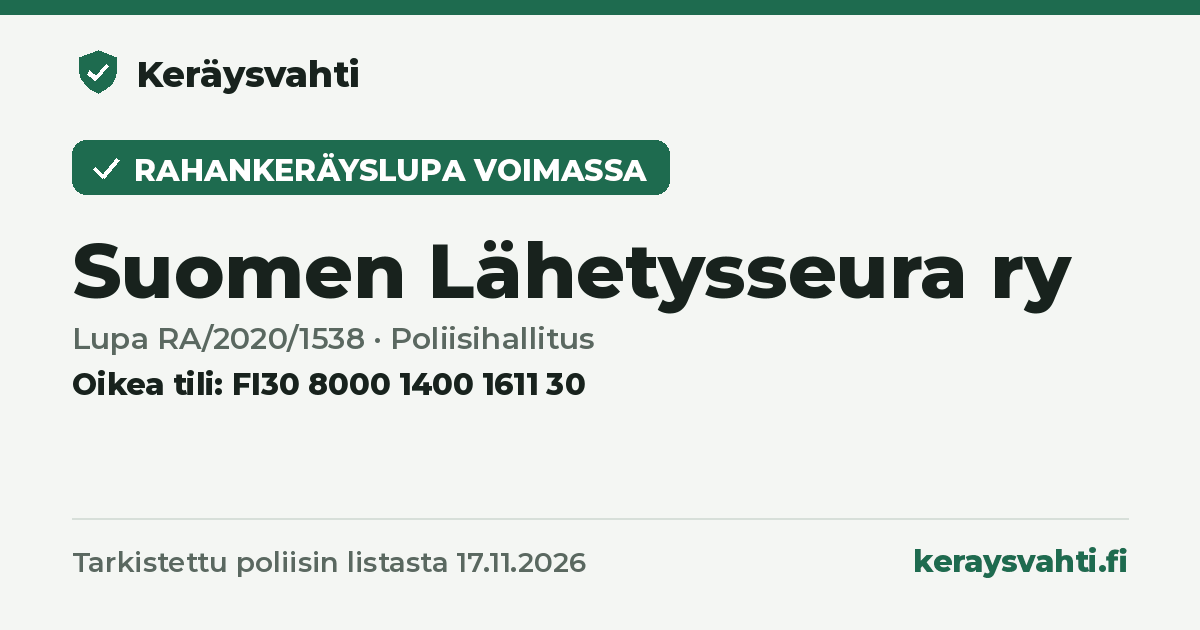 Keräysvahti
RAHANKERÄYSLUPA VOIMASSA
Suomen Lähetysseura ry
Lupa RA/2020/1538 · Poliisihallitus
Oikea tili: FI30 8000 1400 1611 30
Tarkistettu poliisin listasta 17.11.2026
keraysvahti.fi